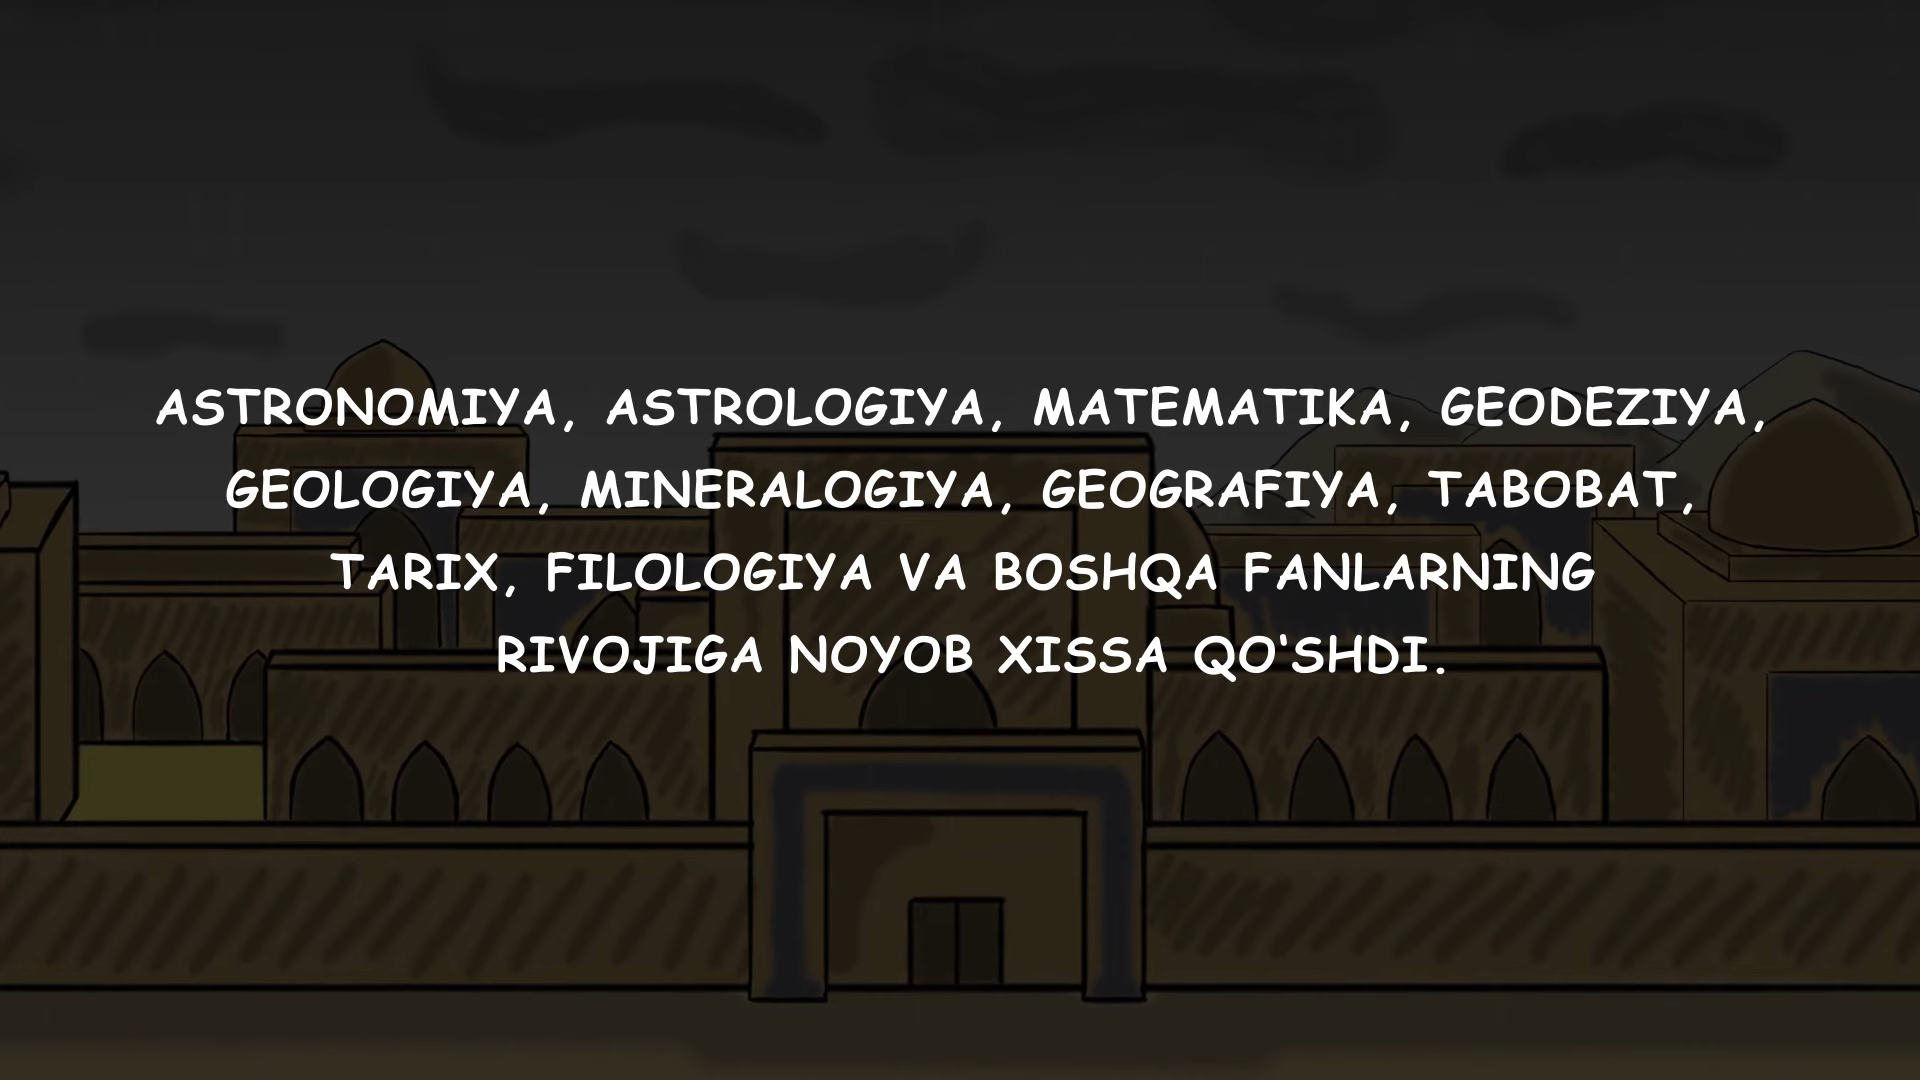 ASTRONOMIYA, ASTROLOGIYA, MATEMATIKA, GEODEZIYA,
GEOLOGIYA, MINERALOGIYA, GEOGRAFIYA, TABOBAT,
TARIX, FILOLOGIYA VA BOSHQA FANLARNING
RIVOJIGA NOYOB XISSA QO'SHDI.